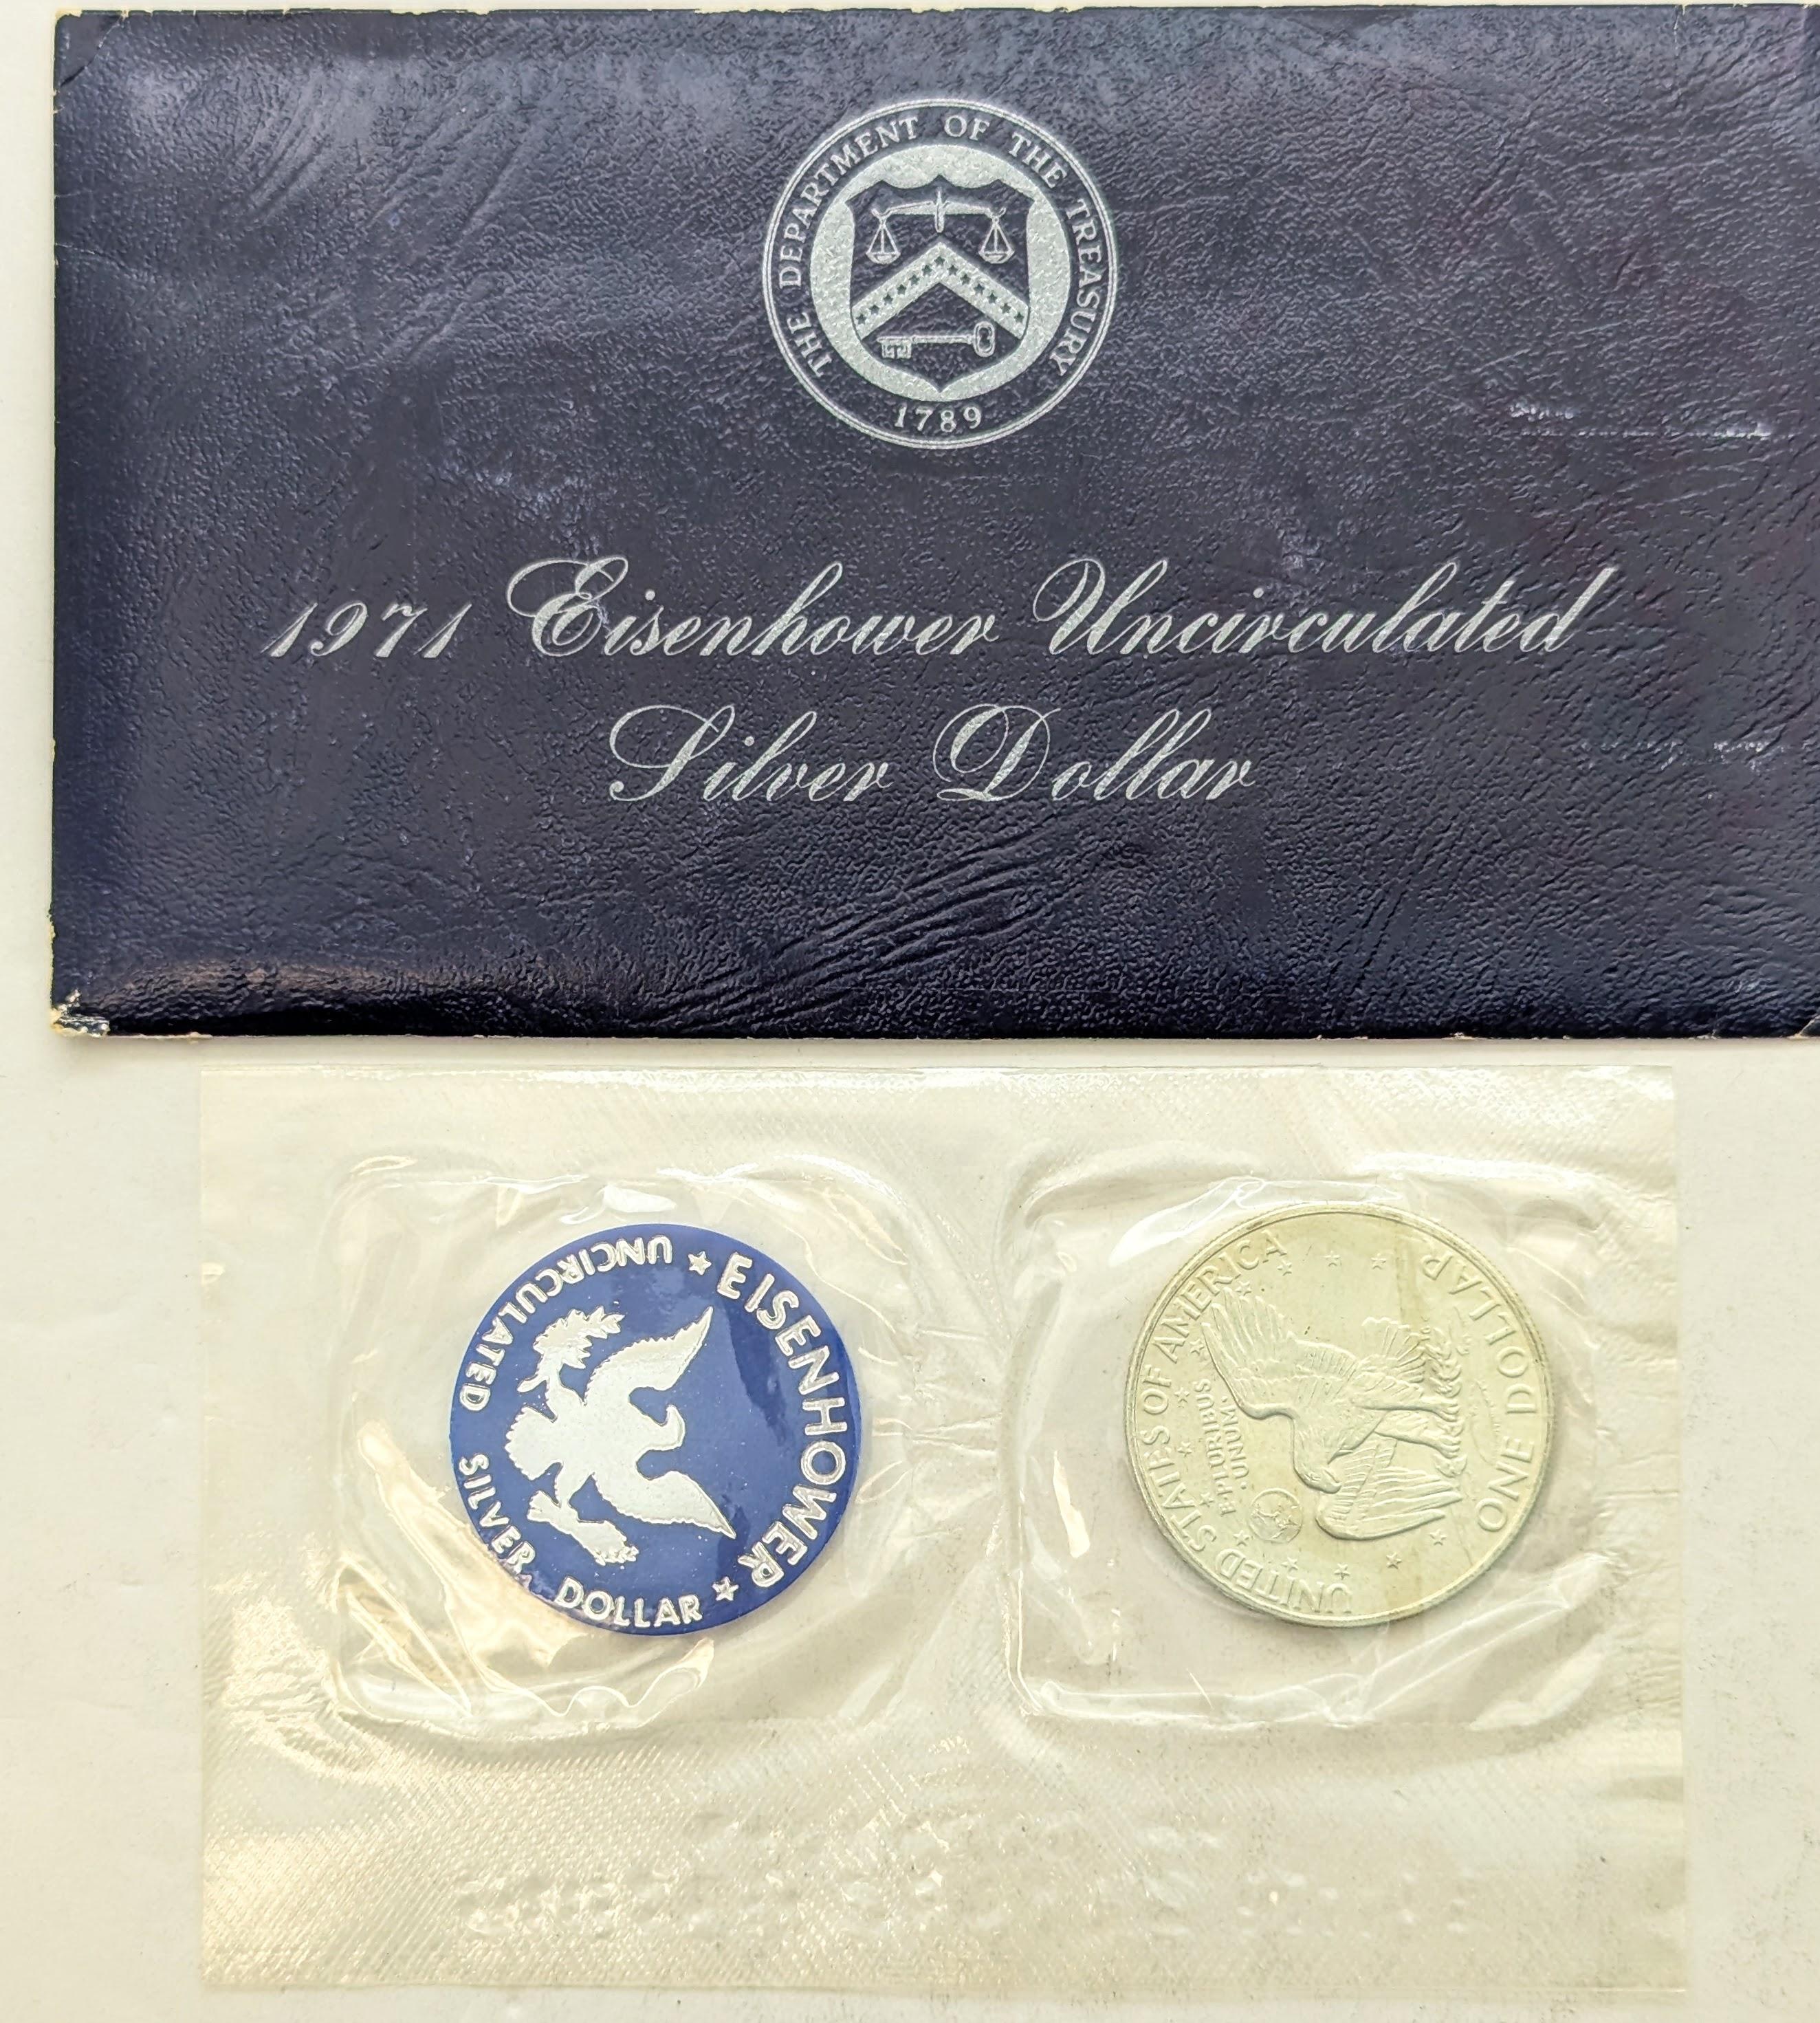 THE DEPARTMENT OF THE TREASURY
1789
1971 Eisenhower Uncirculated
Silver Dollar
★ EISENHOWER ★
UNCIRCULATED SILVER DOLLAR
UNITED STATES OF AMERICA
E PLURIBUS
·UNUM·
ONE DOLLAR